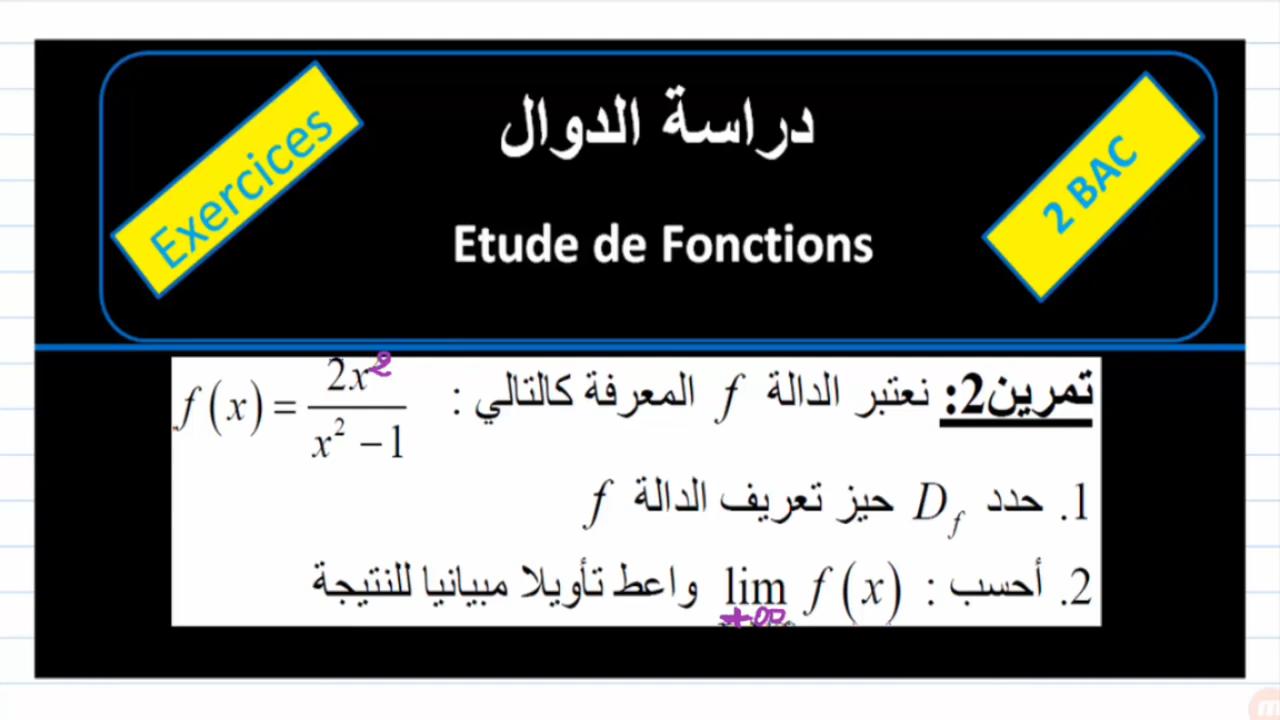 Exercices
دراسة الدوال
2 BAC
Etude de Fonctions
تمرين2: نعتبر الدالة f المعرفة كالتالي : f(x) = 2x²/(x² − 1)
1. حدد D_f حيز تعريف الدالة f
2. أحسب : lim f(x) واعط تأويلا مبيانيا للنتيجة
+∞